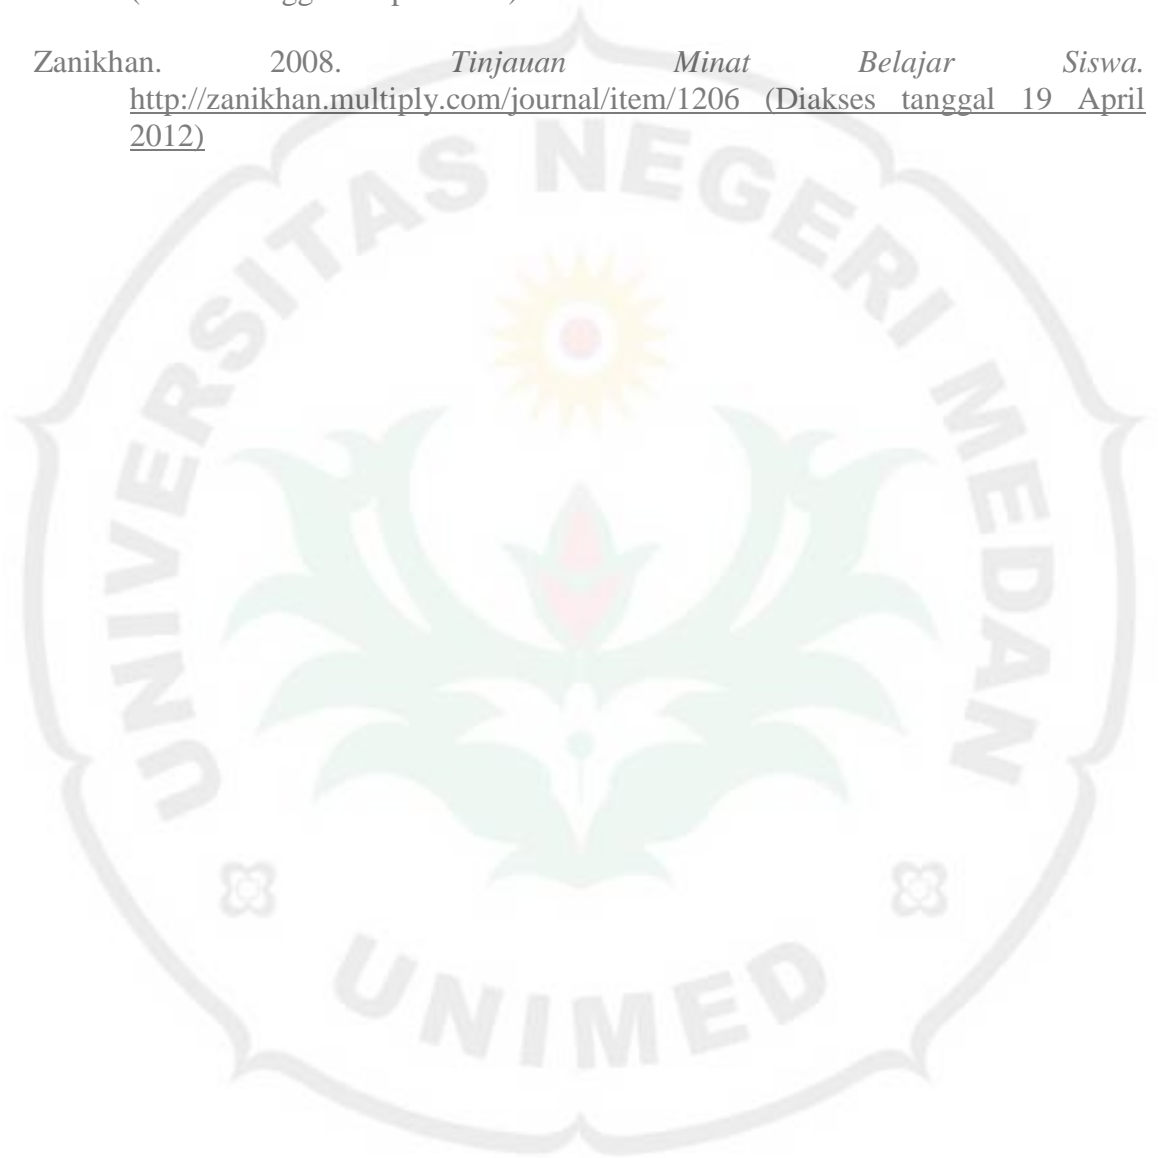 Zanikhan. 2008. Tinjauan Minat Belajar Siswa.
http://zanikhan.multiply.com/journal/item/1206 (Diakses tanggal 19 April
2012)
UNIVERSITAS NEGERI MEDAN
UNIMED